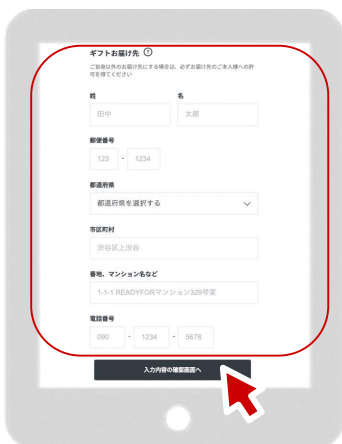 ギフトお届け先 ?
ご自身以外のお届け先にする場合は、必ずお届け先のご本人様への許
可を得てください
姓 名
田中 太郎
郵便番号
123 - 1234
都道府県
都道府県を選択する
市区町村
渋谷区上渋谷
番地、マンション名など
1-1-1 READYFORマンション329号室
電話番号
090 - 1234 - 5678
入力内容の確認画面へ